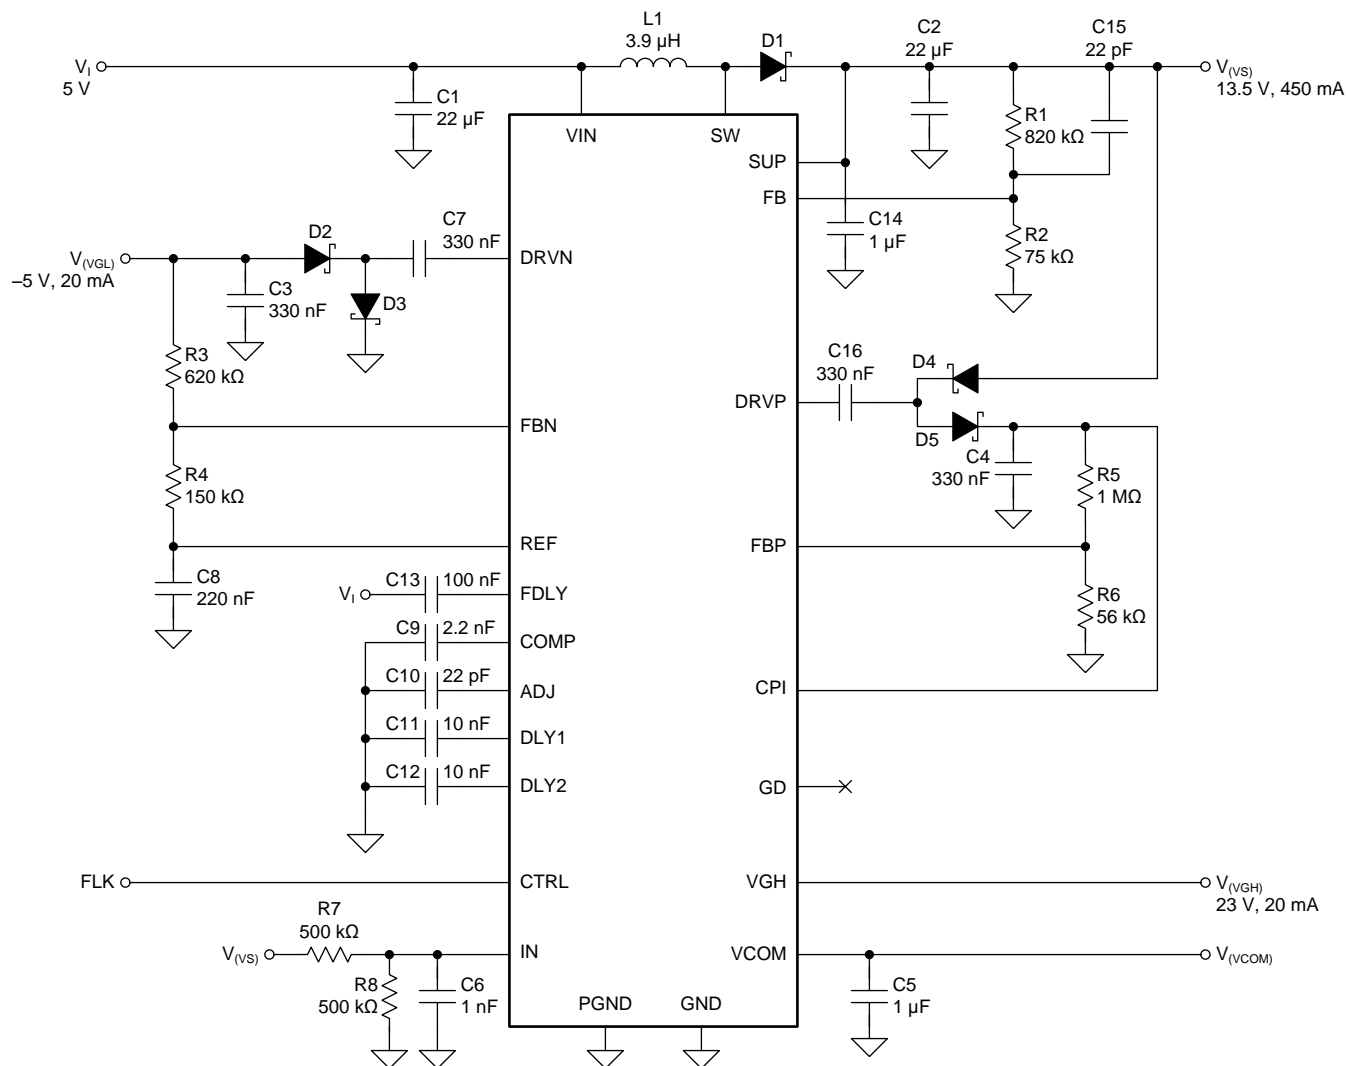 L1
3.9 µH
D1
C2
22 µF
C15
22 pF
V(VS)
13.5 V, 450 mA
VI
5 V
C1
22 µF
VIN
SW
R1
820 kΩ
SUP
FB
C14
1 µF
R2
75 kΩ
V(VGL)
–5 V, 20 mA
D2
C7
330 nF
DRVN
C3
330 nF
D3
R3
620 kΩ
C16
330 nF
D4
DRVP
D5
FBN
C4
330 nF
R5
1 MΩ
R4
150 kΩ
REF
FBP
C8
220 nF
VI
C13
100 nF
FDLY
R6
56 kΩ
C9
2.2 nF
COMP
C10
22 pF
ADJ
CPI
C11
10 nF
DLY1
C12
10 nF
DLY2
GD
FLK
CTRL
VGH
V(VGH)
23 V, 20 mA
R7
500 kΩ
V(VS)
IN
VCOM
V(VCOM)
R8
500 kΩ
C6
1 nF
PGND
GND
C5
1 µF